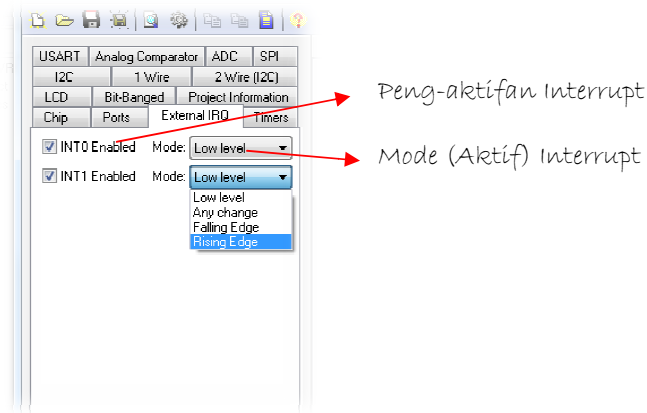 USART Analog Comparator ADC SPI
I2C 1 Wire 2 Wire (I2C)
LCD Bit-Banged Project Information
Chip Ports External IRQ Timers
Peng-aktifan Interrupt
INT0 Enabled Mode: Low level
Mode (Aktif) Interrupt
INT1 Enabled Mode: Low level
Low level
Any change
Falling Edge
Rising Edge